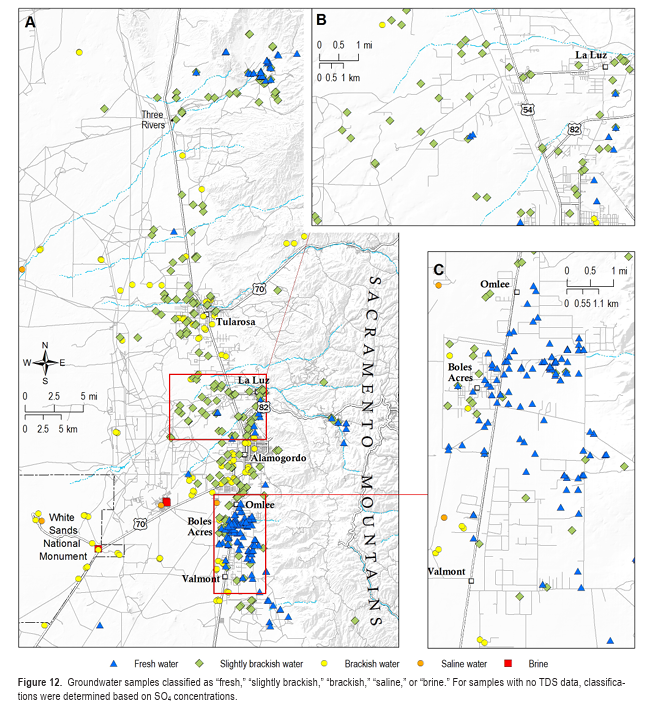 A
Three
Rivers
70
Tularosa
N
W E
S
0 2.5 5 mi
0 2.5 5 km
La Luz
82
Alamogordo
Omlee
Boles
Acres
White
Sands
National
Monument
70
Valmont
SACRAMENTO MOUNTAINS
B
0 0.5 1 mi
0 0.5 1 km
La Luz
54
82
C
Omlee
0 0.5 1 mi
0 0.55 1.1 km
Boles
Acres
Valmont
Fresh water Slightly brackish water Brackish water Saline water Brine
Figure 12. Groundwater samples classified as “fresh,” “slightly brackish,” “brackish,” “saline,” or “brine.” For samples with no TDS data, classifica-
tions were determined based on SO₄ concentrations.